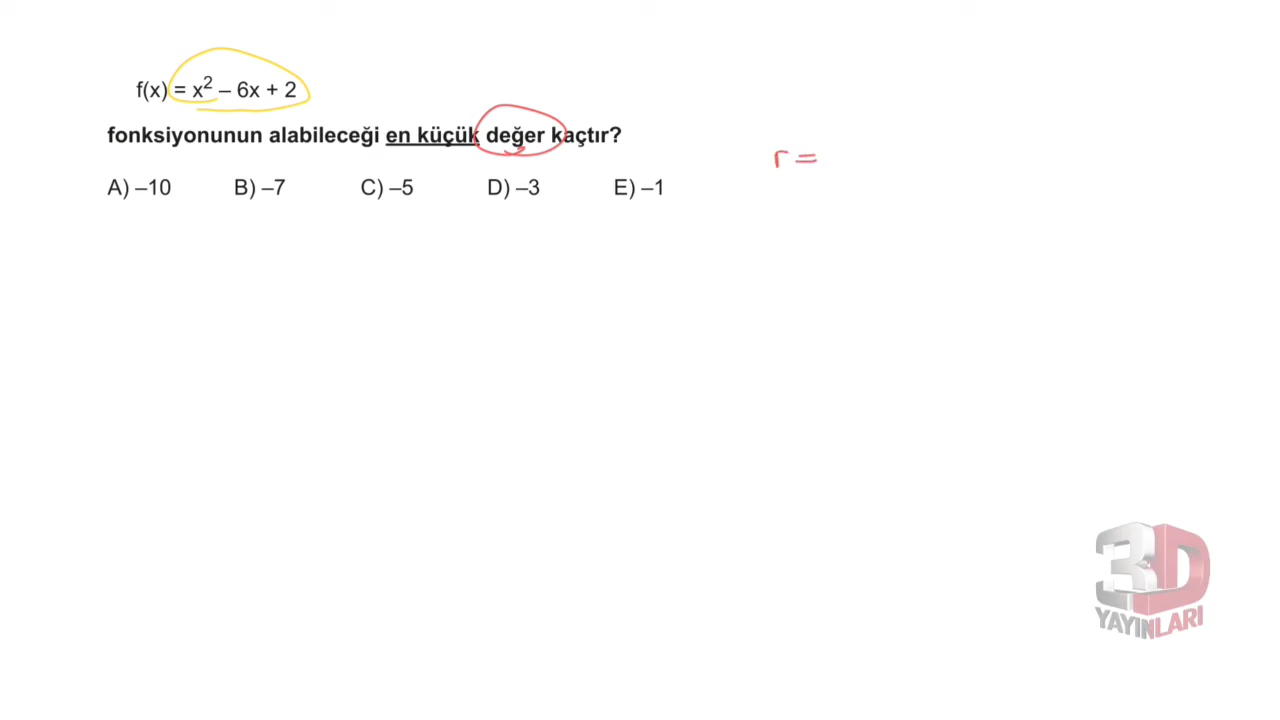 f(x) = x² – 6x + 2
fonksiyonunun alabileceği en küçük değer kaçtır?
r =
A) –10 B) –7 C) –5 D) –3 E) –1
3D
YAYINLARI